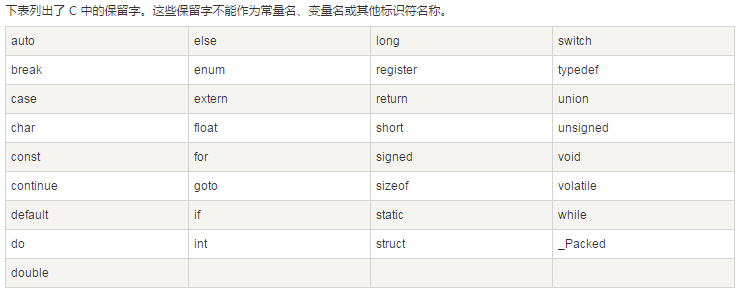 下表列出了 C 中的保留字。这些保留字不能作为常量名、变量名或其他标识符名称。
auto else long switch
break enum register typedef
case extern return union
char float short unsigned
const for signed void
continue goto sizeof volatile
default if static while
do int struct _Packed
double